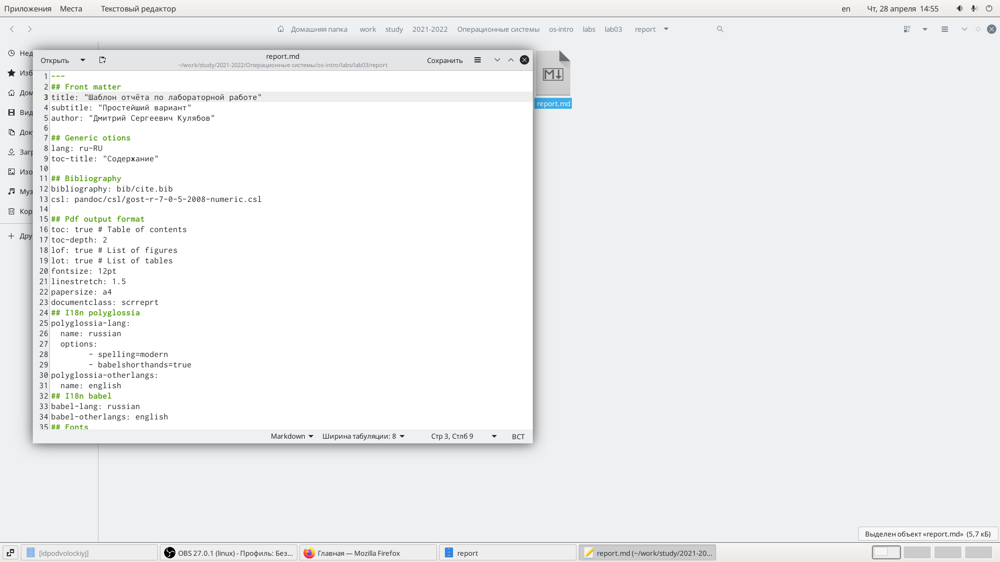 Приложения Места Текстовый редактор en Чт, 28 апреля 14:55
Домашняя папка work study 2021-2022 Операционные системы os-intro labs lab03 report
Открыть report.md Сохранить
~/work/study/2021-2022/Операционные системы/os-intro/labs/lab03/report
Нед
Изб
Дом
Вид
Док
Загр
Изо
Муз
Кор
Дру
report.md
1 ---
2 ## Front matter
3 title: "Шаблон отчёта по лабораторной работе"
4 subtitle: "Простейший вариант"
5 author: "Дмитрий Сергеевич Кулябов"
6
7 ## Generic otions
8 lang: ru-RU
9 toc-title: "Содержание"
10
11 ## Bibliography
12 bibliography: bib/cite.bib
13 csl: pandoc/csl/gost-r-7-0-5-2008-numeric.csl
14
15 ## Pdf output format
16 toc: true # Table of contents
17 toc-depth: 2
18 lof: true # List of figures
19 lot: true # List of tables
20 fontsize: 12pt
21 linestretch: 1.5
22 papersize: a4
23 documentclass: scrreprt
24 ## I18n polyglossia
25 polyglossia-lang:
26   name: russian
27   options:
28         - spelling=modern
29         - babelshorthands=true
30 polyglossia-otherlangs:
31   name: english
32 ## I18n babel
33 babel-lang: russian
34 babel-otherlangs: english
35 ## Fonts
Markdown Ширина табуляции: 8 Стр 3, Стлб 9 ВСТ
Выделен объект «report.md» (5,7 кБ)
[idpodvolockiyj] OBS 27.0.1 (linux) - Профиль: Без... Главная — Mozilla Firefox report report.md (~/work/study/2021-20...